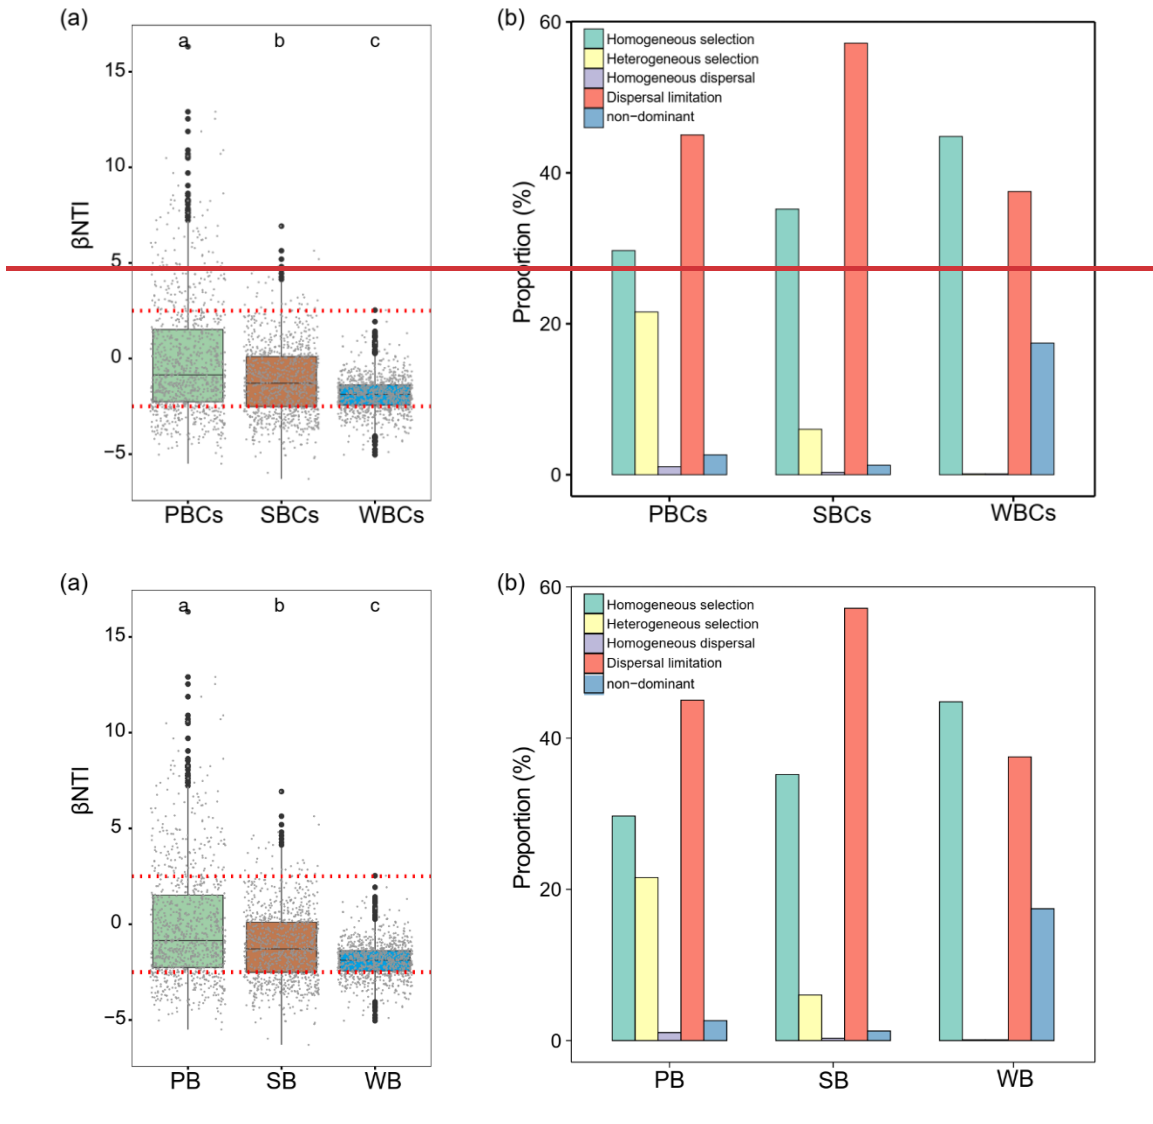 (a)
a b c
15
10
5
0
−5
βNTI
PBCs SBCs WBCs
(b)
60
40
20
0
Proportion (%)
Homogeneous selection
Heterogeneous selection
Homogeneous dispersal
Dispersal limitation
non−dominant
PBCs SBCs WBCs
(a)
a b c
15
10
5
0
−5
βNTI
PB SB WB
(b)
60
40
20
0
Proportion (%)
Homogeneous selection
Heterogeneous selection
Homogeneous dispersal
Dispersal limitation
non−dominant
PB SB WB